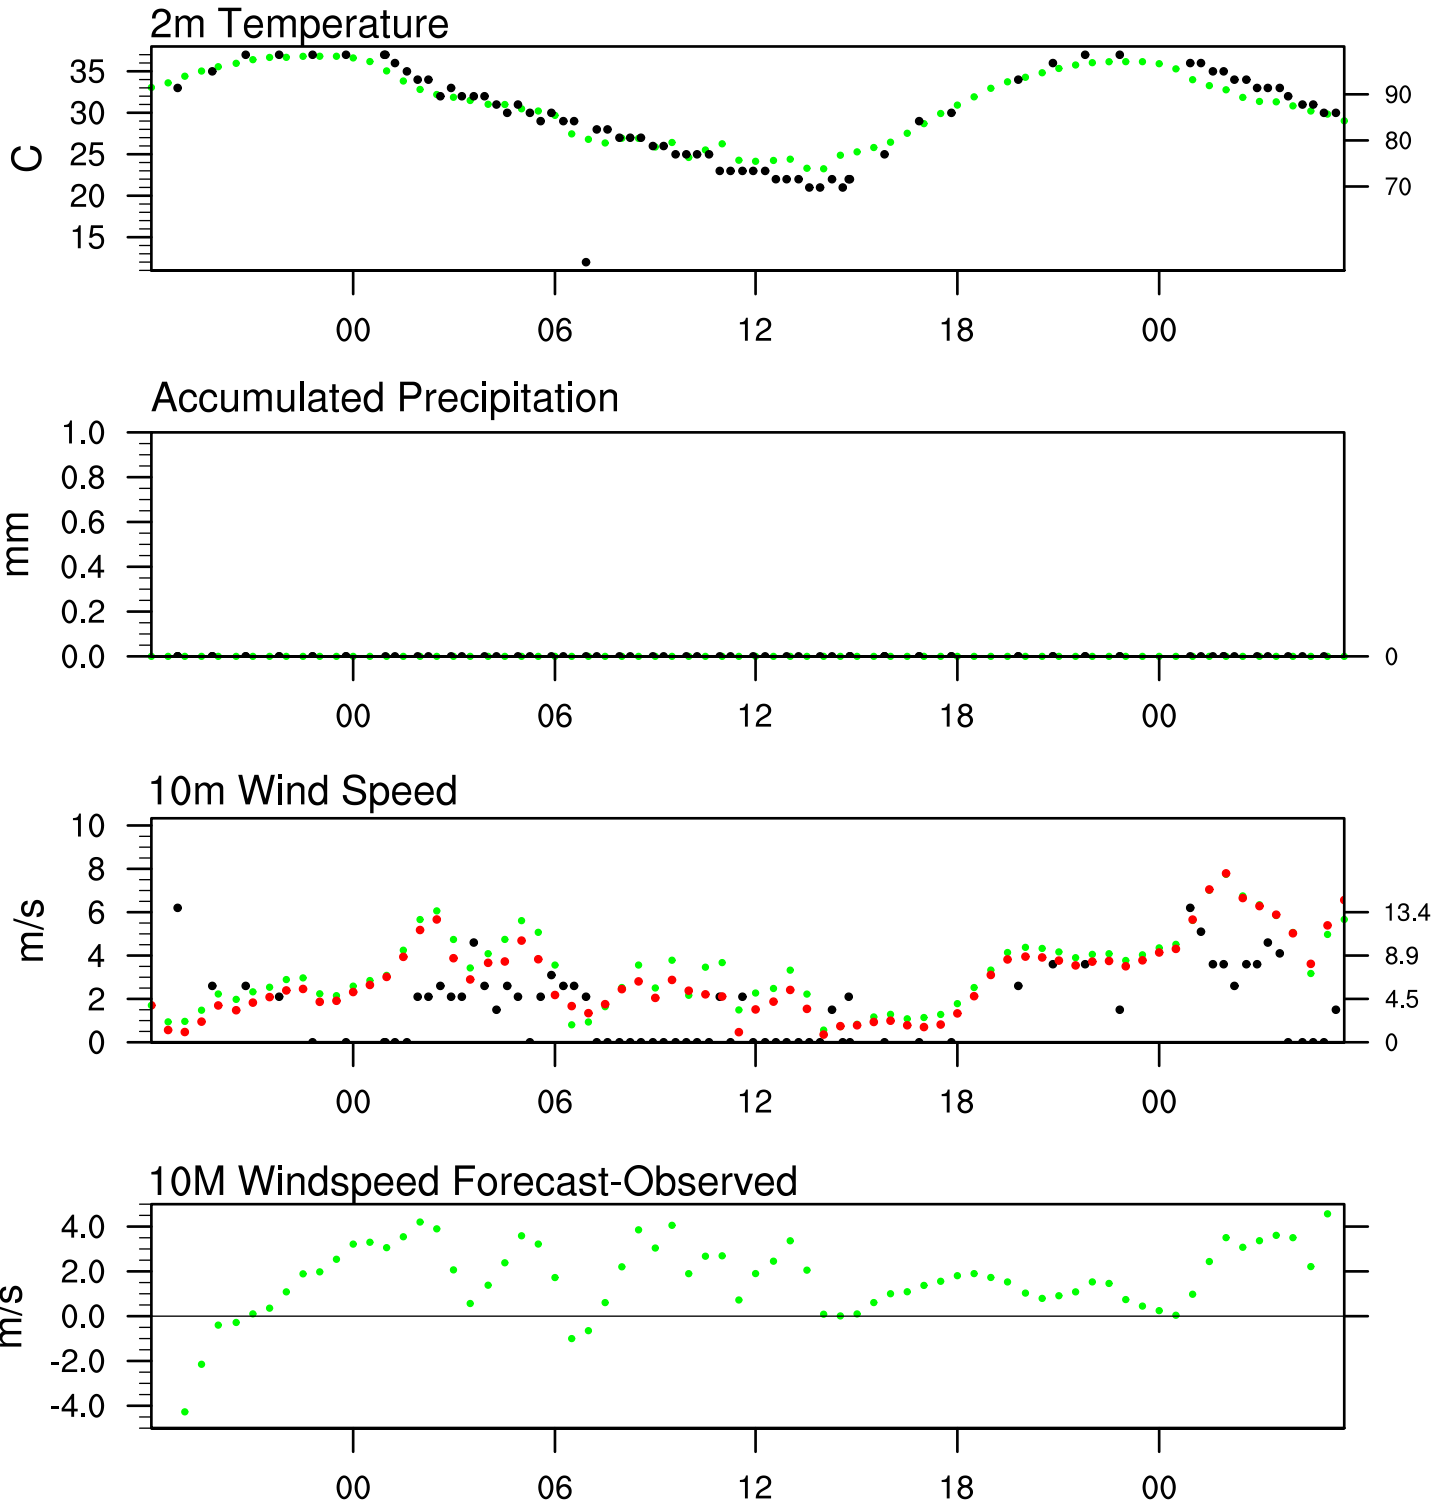 2m Temperature
35
30
25
20
15
C
90
80
70
00 06 12 18 00
Accumulated Precipitation
1.0
0.8
0.6
0.4
0.2
0.0
mm
0
00 06 12 18 00
10m Wind Speed
10
8
6
4
2
0
m/s
13.4
8.9
4.5
0
00 06 12 18 00
10M Windspeed Forecast-Observed
4.0
2.0
0.0
-2.0
-4.0
m/s
00 06 12 18 00